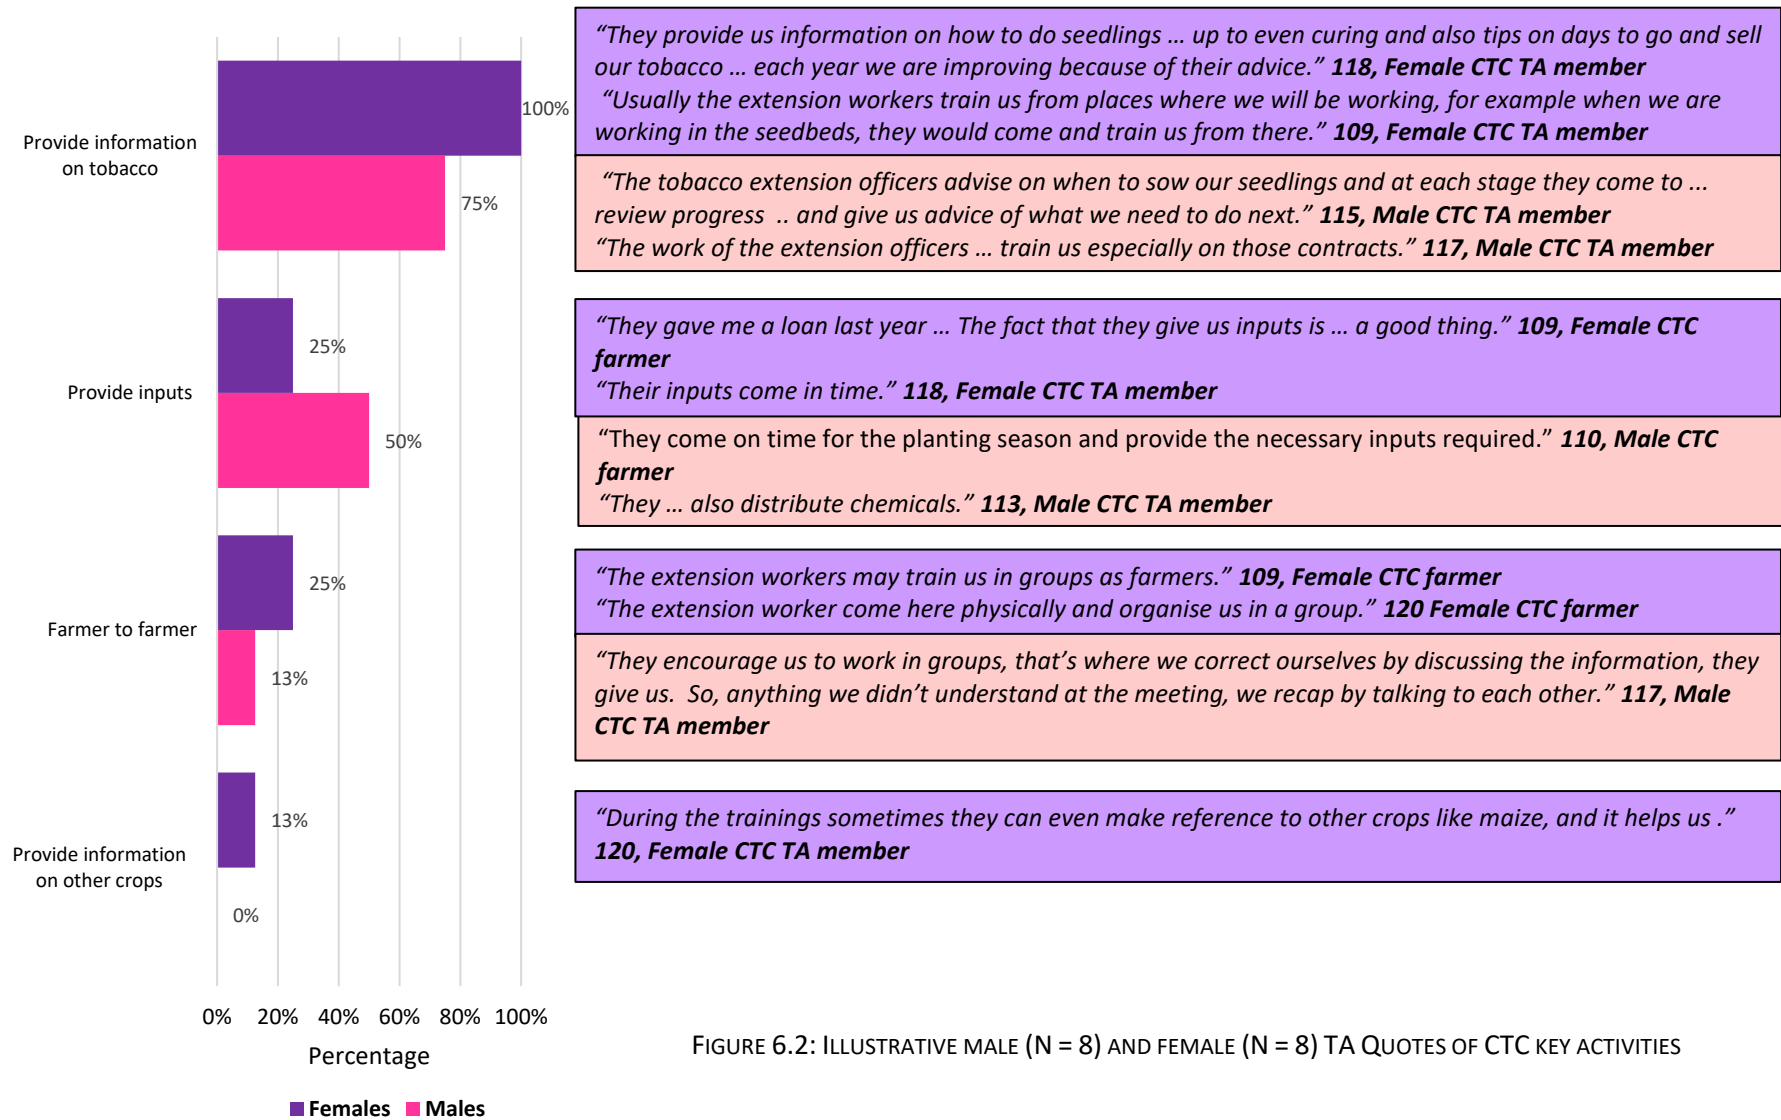 Provide information
on tobacco
100%
75%
“They provide us information on how to do seedlings … up to even curing and also tips on days to go and sell
our tobacco … each year we are improving because of their advice.” 118, Female CTC TA member
“Usually the extension workers train us from places where we will be working, for example when we are
working in the seedbeds, they would come and train us from there.” 109, Female CTC TA member
“The tobacco extension officers advise on when to sow our seedlings and at each stage they come to …
review progress .. and give us advice of what we need to do next.” 115, Male CTC TA member
“The work of the extension officers … train us especially on those contracts.” 117, Male CTC TA member
Provide inputs
25%
50%
“They gave me a loan last year … The fact that they give us inputs is … a good thing.” 109, Female CTC
farmer
“Their inputs come in time.” 118, Female CTC TA member
“They come on time for the planting season and provide the necessary inputs required.” 110, Male CTC
farmer
“They … also distribute chemicals.” 113, Male CTC TA member
Farmer to farmer
25%
13%
“The extension workers may train us in groups as farmers.” 109, Female CTC farmer
“The extension worker come here physically and organise us in a group.” 120 Female CTC farmer
“They encourage us to work in groups, that’s where we correct ourselves by discussing the information, they
give us.  So, anything we didn’t understand at the meeting, we recap by talking to each other.” 117, Male
CTC TA member
Provide information
on other crops
13%
0%
“During the trainings sometimes they can even make reference to other crops like maize, and it helps us .”
120, Female CTC TA member
0% 20% 40% 60% 80% 100%
Percentage
Females Males
FIGURE 6.2: ILLUSTRATIVE MALE (N = 8) AND FEMALE (N = 8) TA QUOTES OF CTC KEY ACTIVITIES